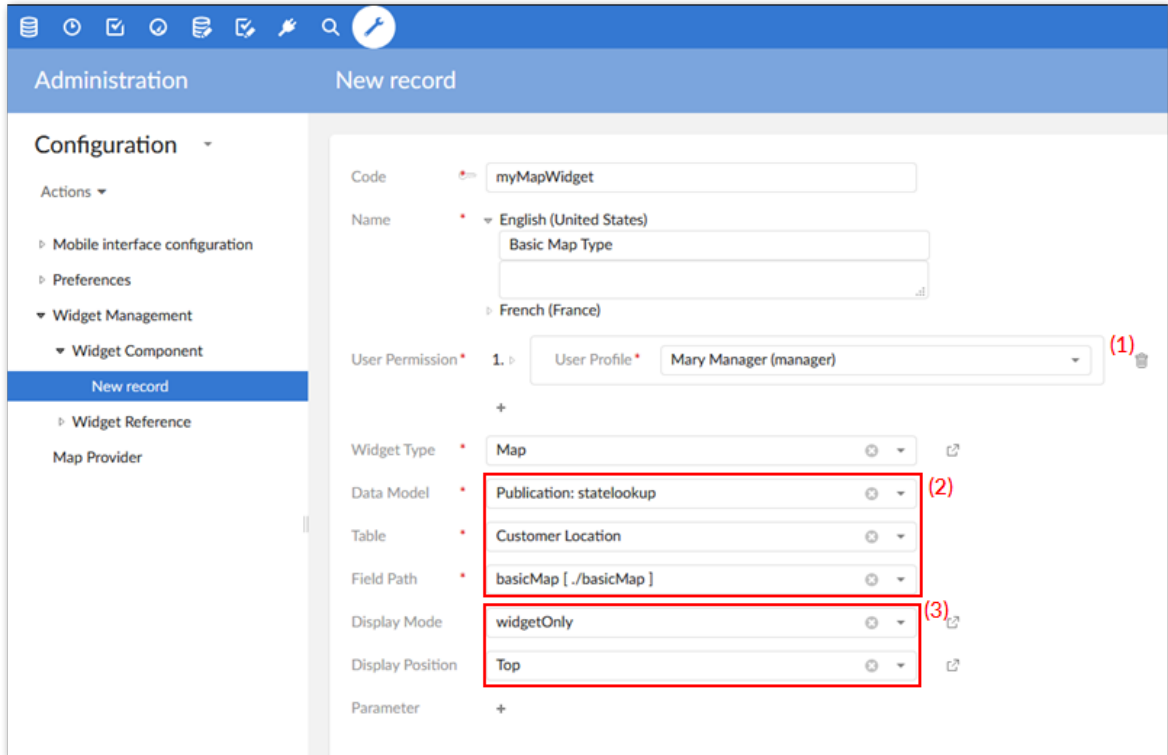 Administration
New record
Configuration
Actions
Mobile interface configuration
Preferences
Widget Management
Widget Component
New record
Widget Reference
Map Provider
Code myMapWidget
Name * English (United States)
Basic Map Type
French (France)
User Permission * 1. User Profile * Mary Manager (manager) (1)
+
Widget Type * Map
Data Model * Publication: statelookup (2)
Table * Customer Location
Field Path * basicMap [ ./basicMap ]
Display Mode widgetOnly (3)
Display Position Top
Parameter +